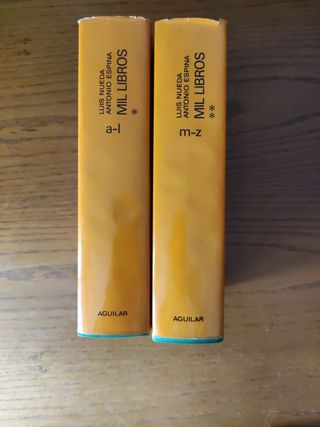 LUIS NUEDA
ANTONIO ESPINA
MIL LIBROS
*
a-l
AGUILAR
LUIS NUEDA
ANTONIO ESPINA
MIL LIBROS
**
m-z
AGUILAR